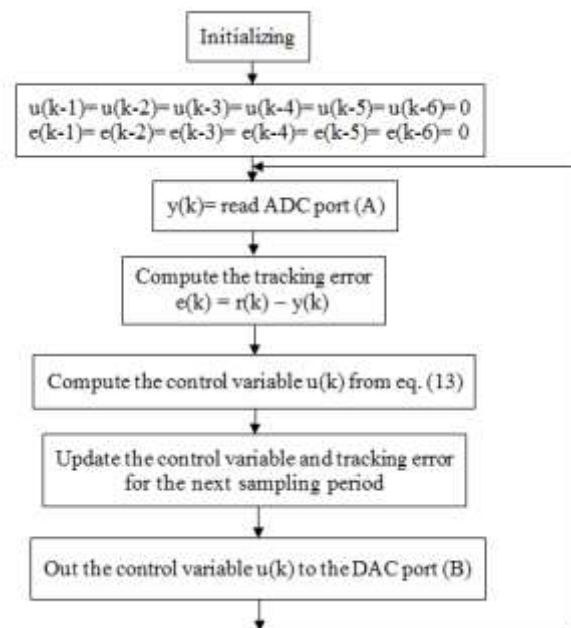 Initializing
u(k-1)= u(k-2)= u(k-3)= u(k-4)= u(k-5)= u(k-6)= 0
e(k-1)= e(k-2)= e(k-3)= e(k-4)= e(k-5)= e(k-6)= 0
y(k)= read ADC port (A)
Compute the tracking error
e(k) = r(k) – y(k)
Compute the control variable u(k) from eq. (13)
Update the control variable and tracking error
for the next sampling period
Out the control variable u(k) to the DAC port (B)